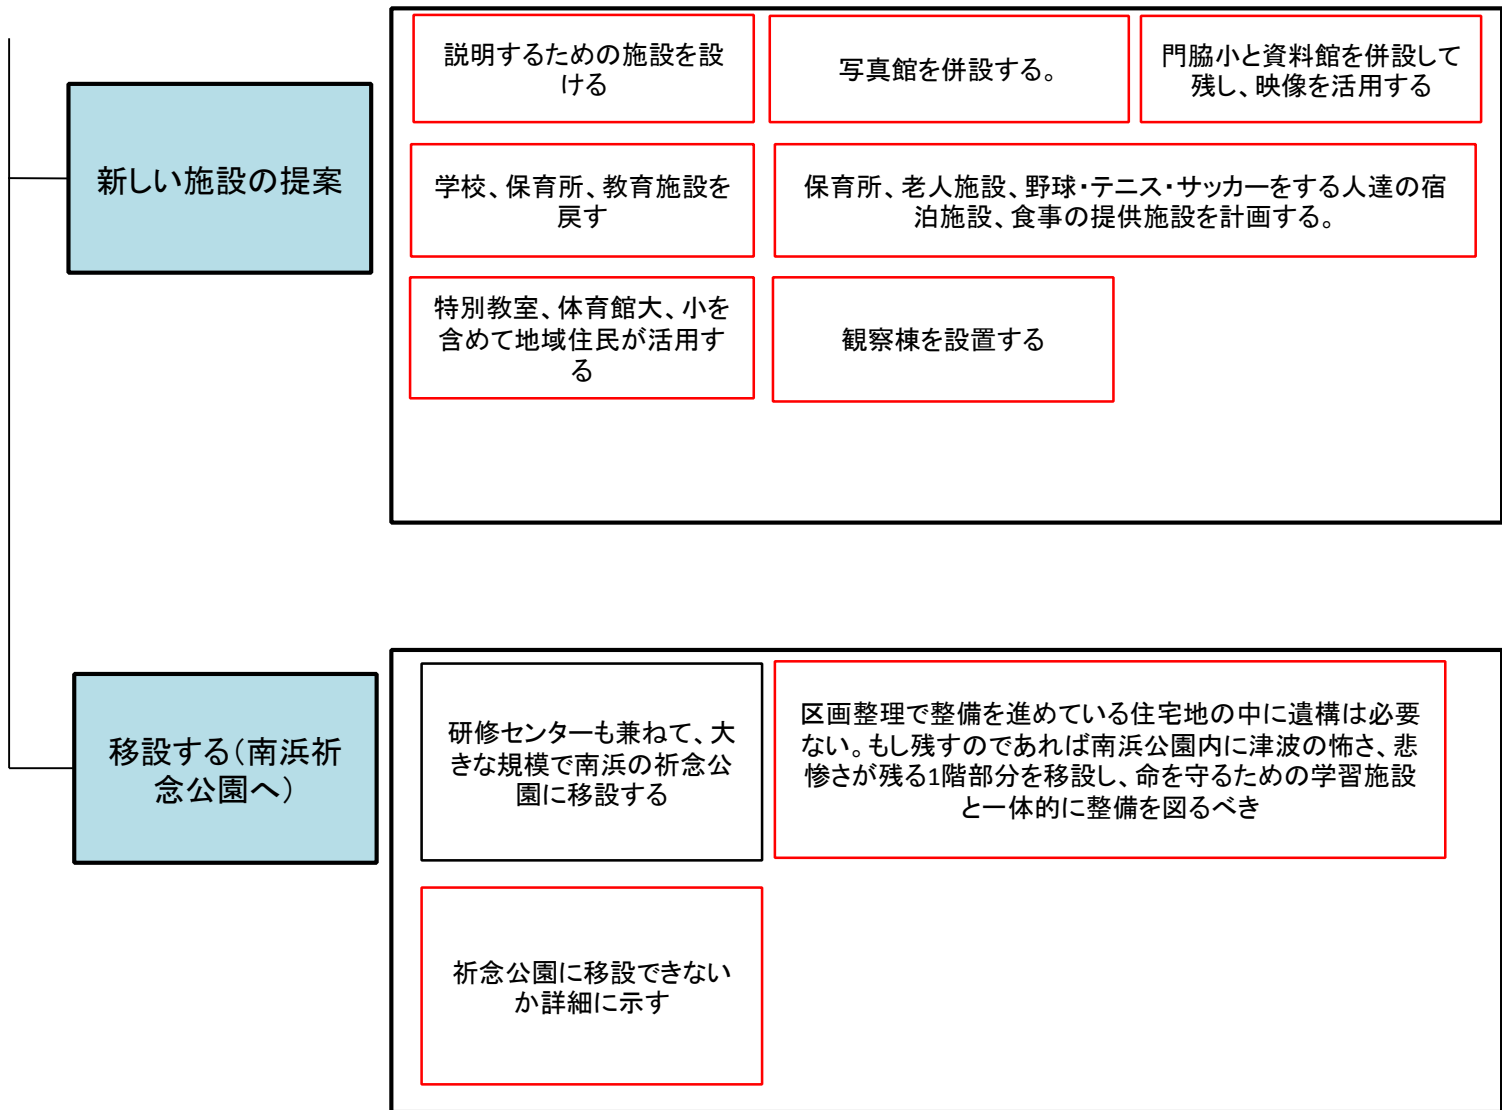 新しい施設の提案
説明するための施設を設
ける
写真館を併設する。
門脇小と資料館を併設して
残し、映像を活用する
学校、保育所、教育施設を
戻す
保育所、老人施設、野球・テニス・サッカーをする人達の宿
泊施設、食事の提供施設を計画する。
特別教室、体育館大、小を
含めて地域住民が活用す
る
観察棟を設置する
移設する(南浜祈
念公園へ)
研修センターも兼ねて、大
きな規模で南浜の祈念公
園に移設する
区画整理で整備を進めている住宅地の中に遺構は必要
ない。もし残すのであれば南浜公園内に津波の怖さ、悲
惨さが残る1階部分を移設し、命を守るための学習施設
と一体的に整備を図るべき
祈念公園に移設できない
か詳細に示す